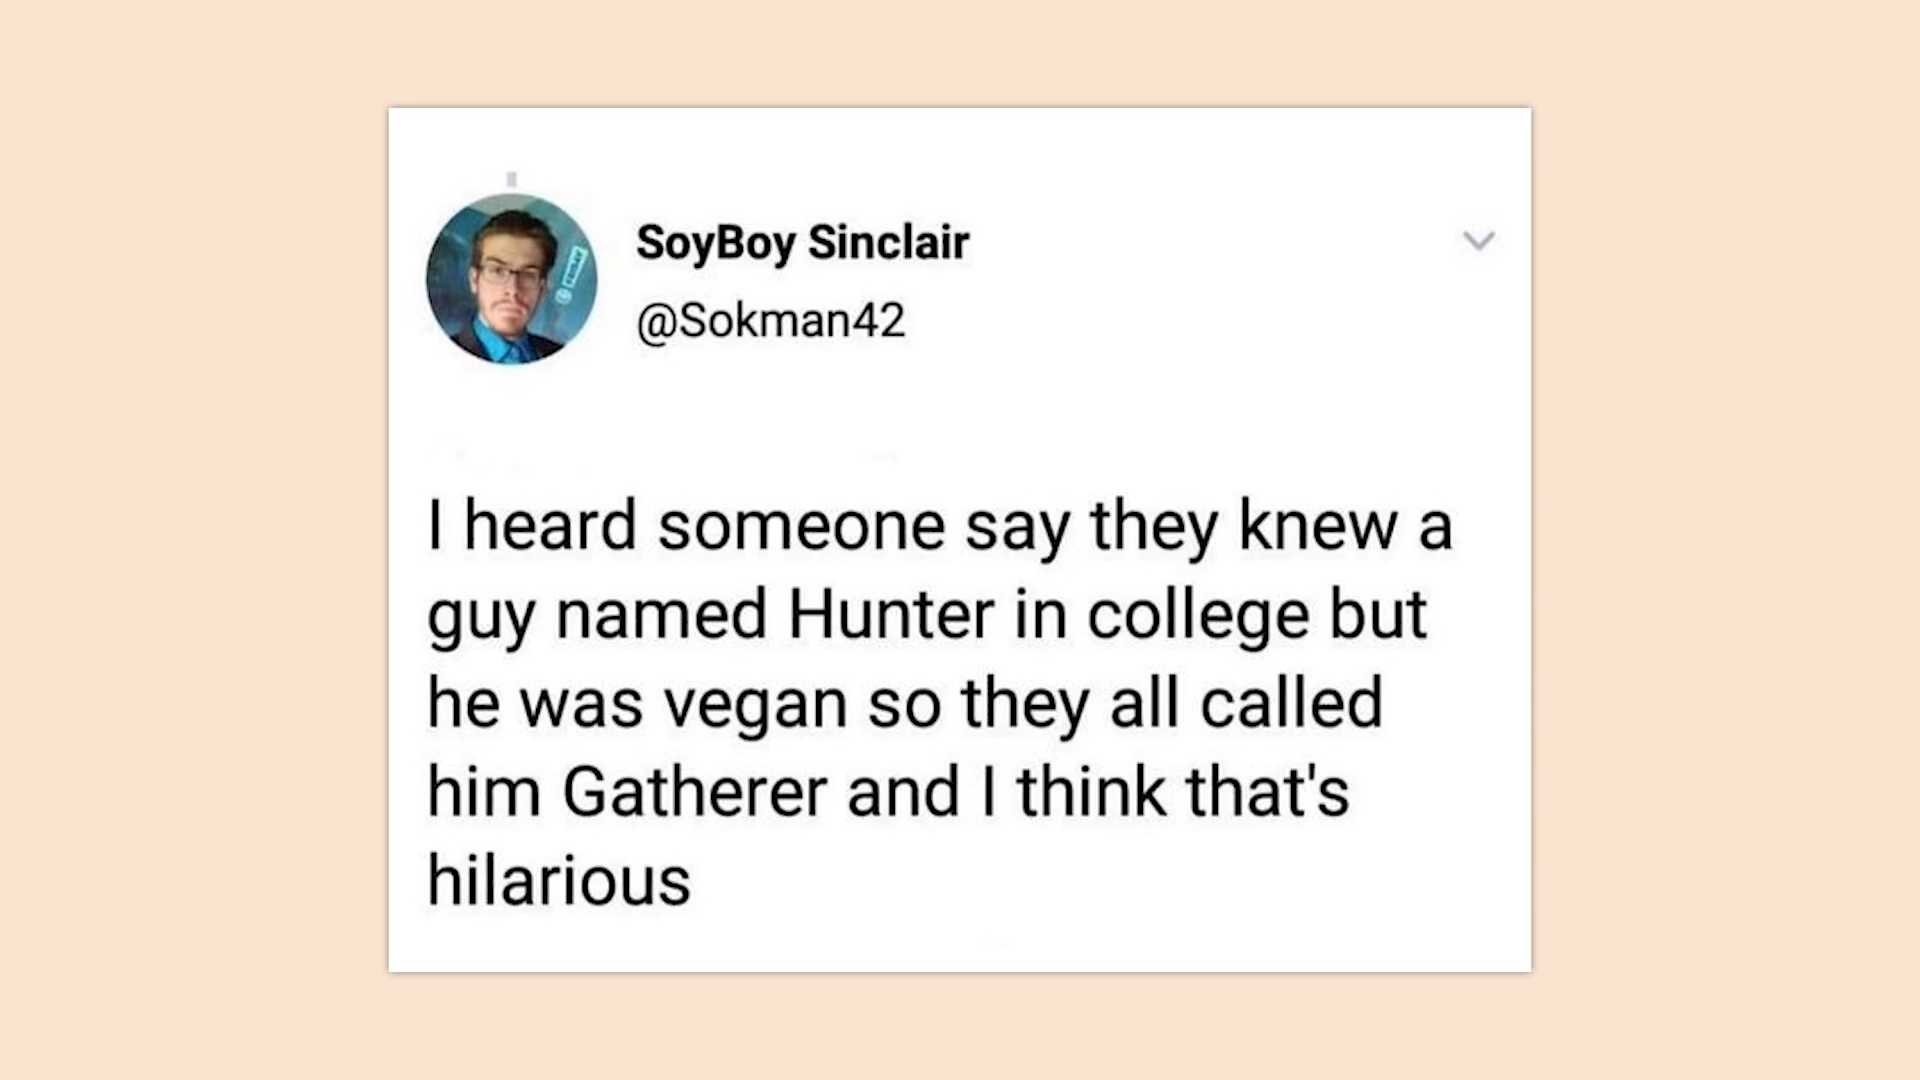 SoyBoy Sinclair
@Sokman42
I heard someone say they knew a
guy named Hunter in college but
he was vegan so they all called
him Gatherer and I think that's
hilarious